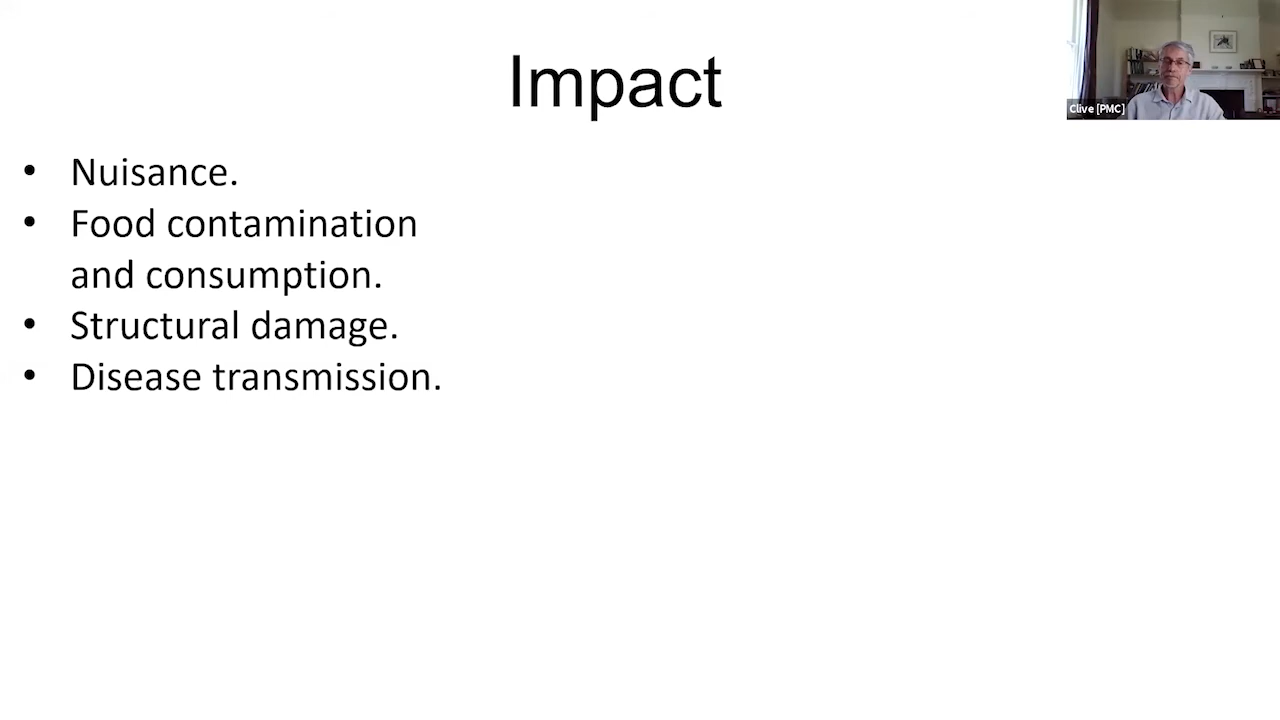 Impact
Clive [PMC]
• Nuisance.
• Food contamination
and consumption.
• Structural damage.
• Disease transmission.